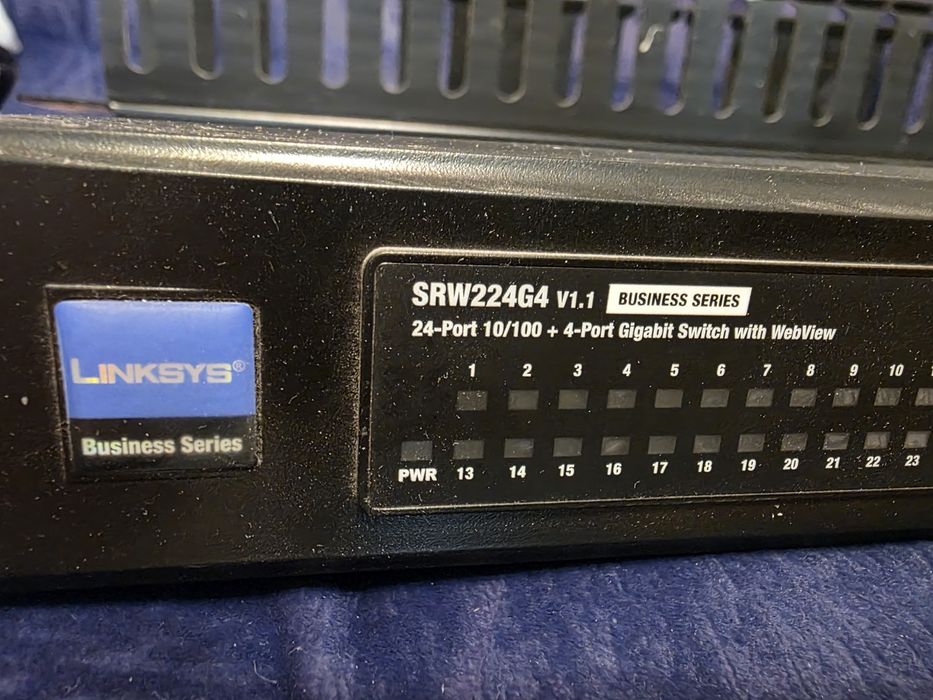 LINKSYS®
Business Series
SRW224G4 V1.1 BUSINESS SERIES
24-Port 10/100 + 4-Port Gigabit Switch with WebView
1 2 3 4 5 6 7 8 9 10
PWR 13 14 15 16 17 18 19 20 21 22 23